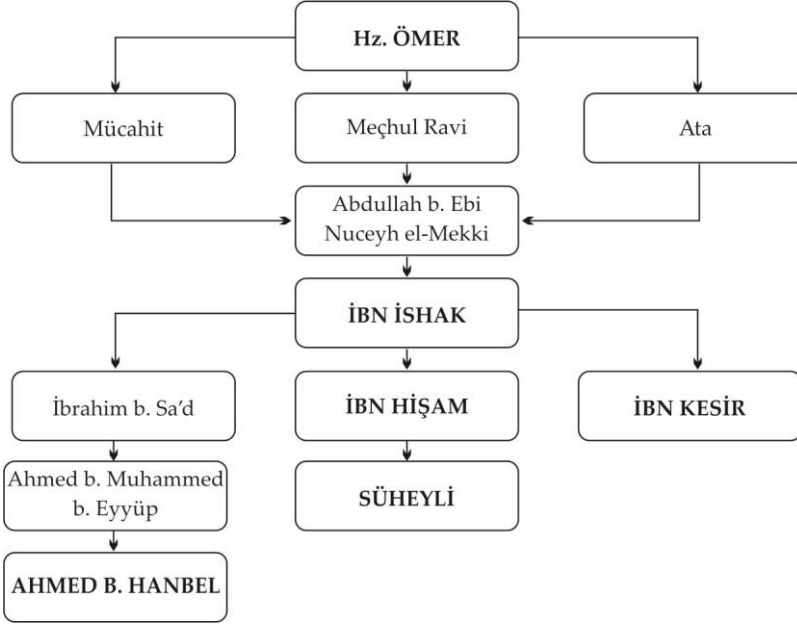 Hz. ÖMER
Mücahit
Meçhul Ravi
Ata
Abdullah b. Ebi
Nuceyh el-Mekki
İBN İSHAK
İbrahim b. Sa’d
İBN HİŞAM
İBN KESİR
Ahmed b. Muhammed
b. Eyyüp
SÜHEYLİ
AHMED B. HANBEL